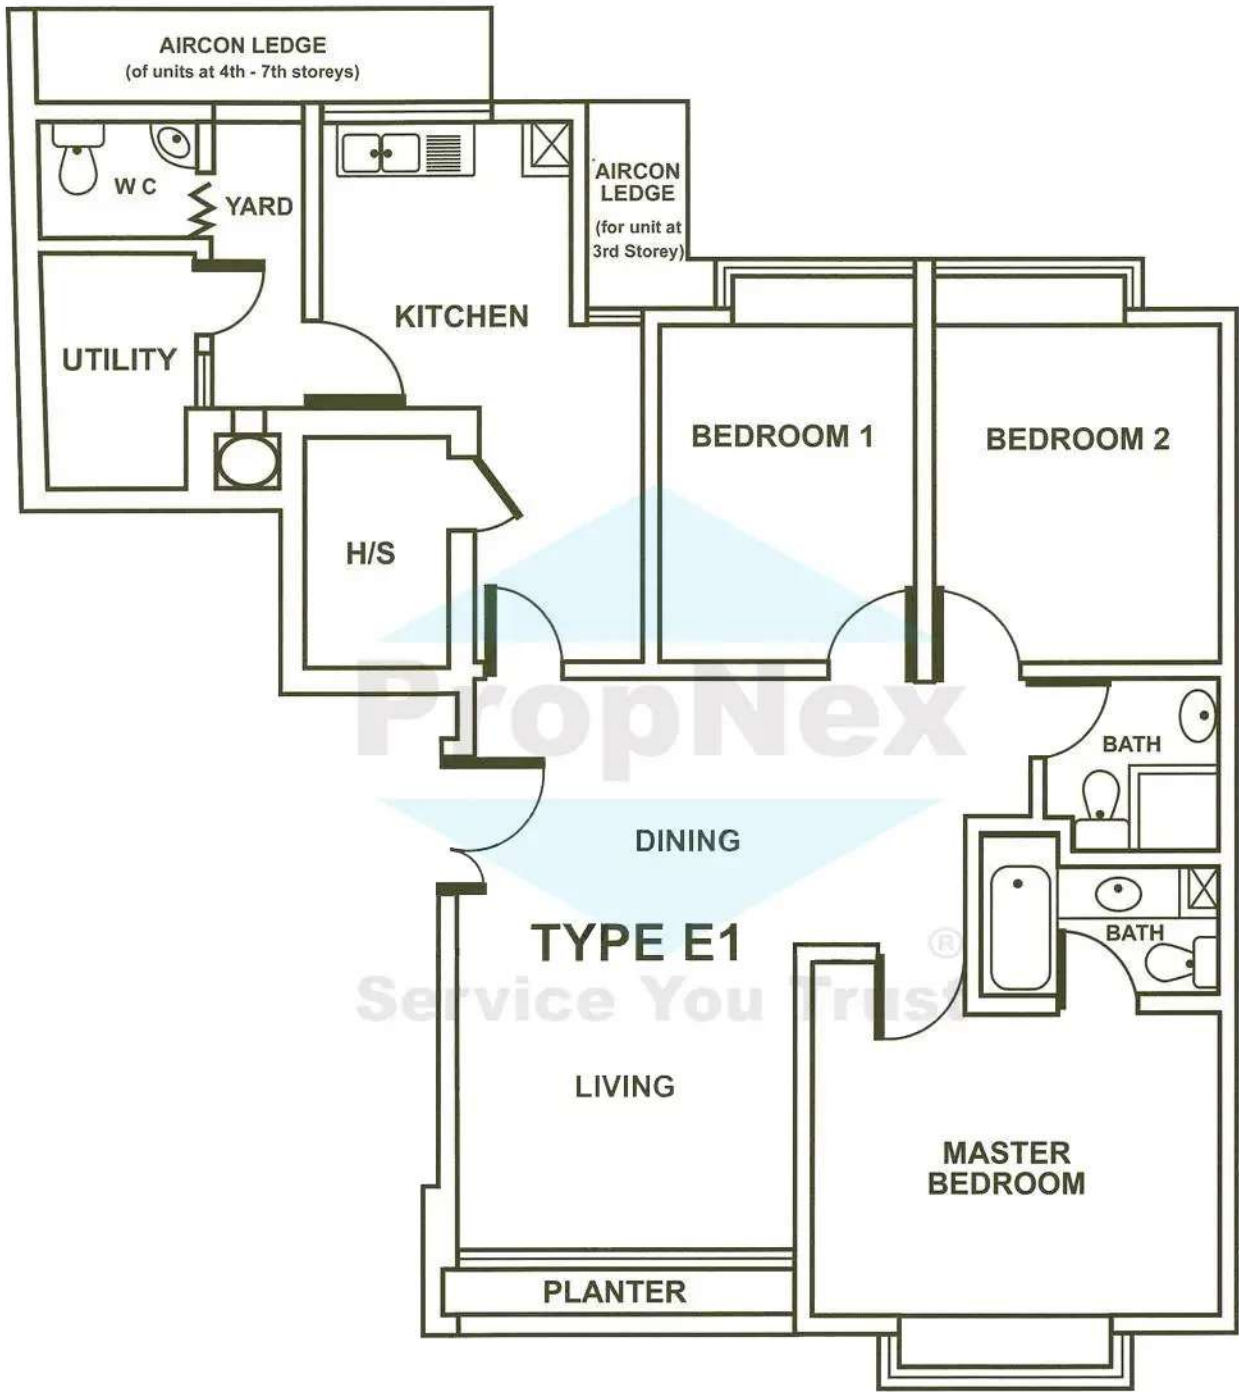 AIRCON LEDGE
(of units at 4th - 7th storeys)
W C
YARD
AIRCON
LEDGE
(for unit at
3rd Storey)
KITCHEN
UTILITY
BEDROOM 1
BEDROOM 2
H/S
PropNex
BATH
DINING
TYPE E1
BATH
®
Service You Trust
LIVING
MASTER
BEDROOM
PLANTER